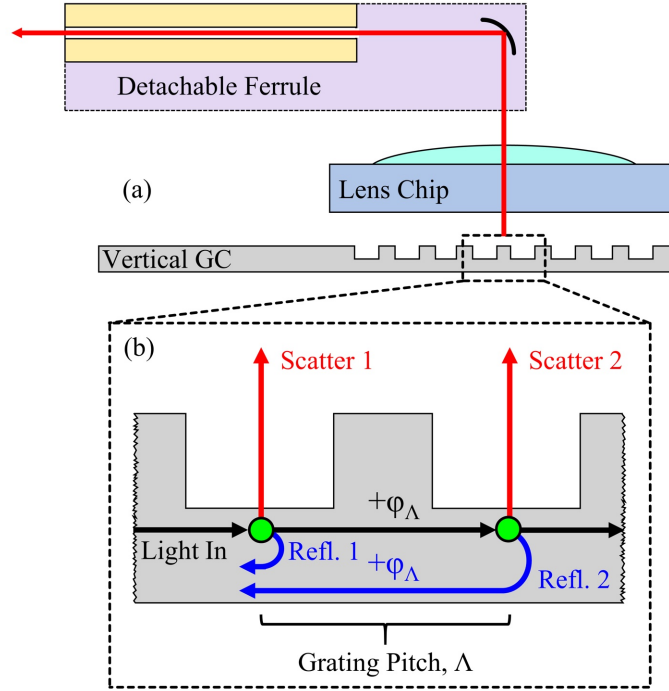 Detachable Ferrule
(a)
Lens Chip
Vertical GC
(b)
Scatter 1
Scatter 2
+φΛ
Light In
Refl. 1
+φΛ
Refl. 2
Grating Pitch, Λ